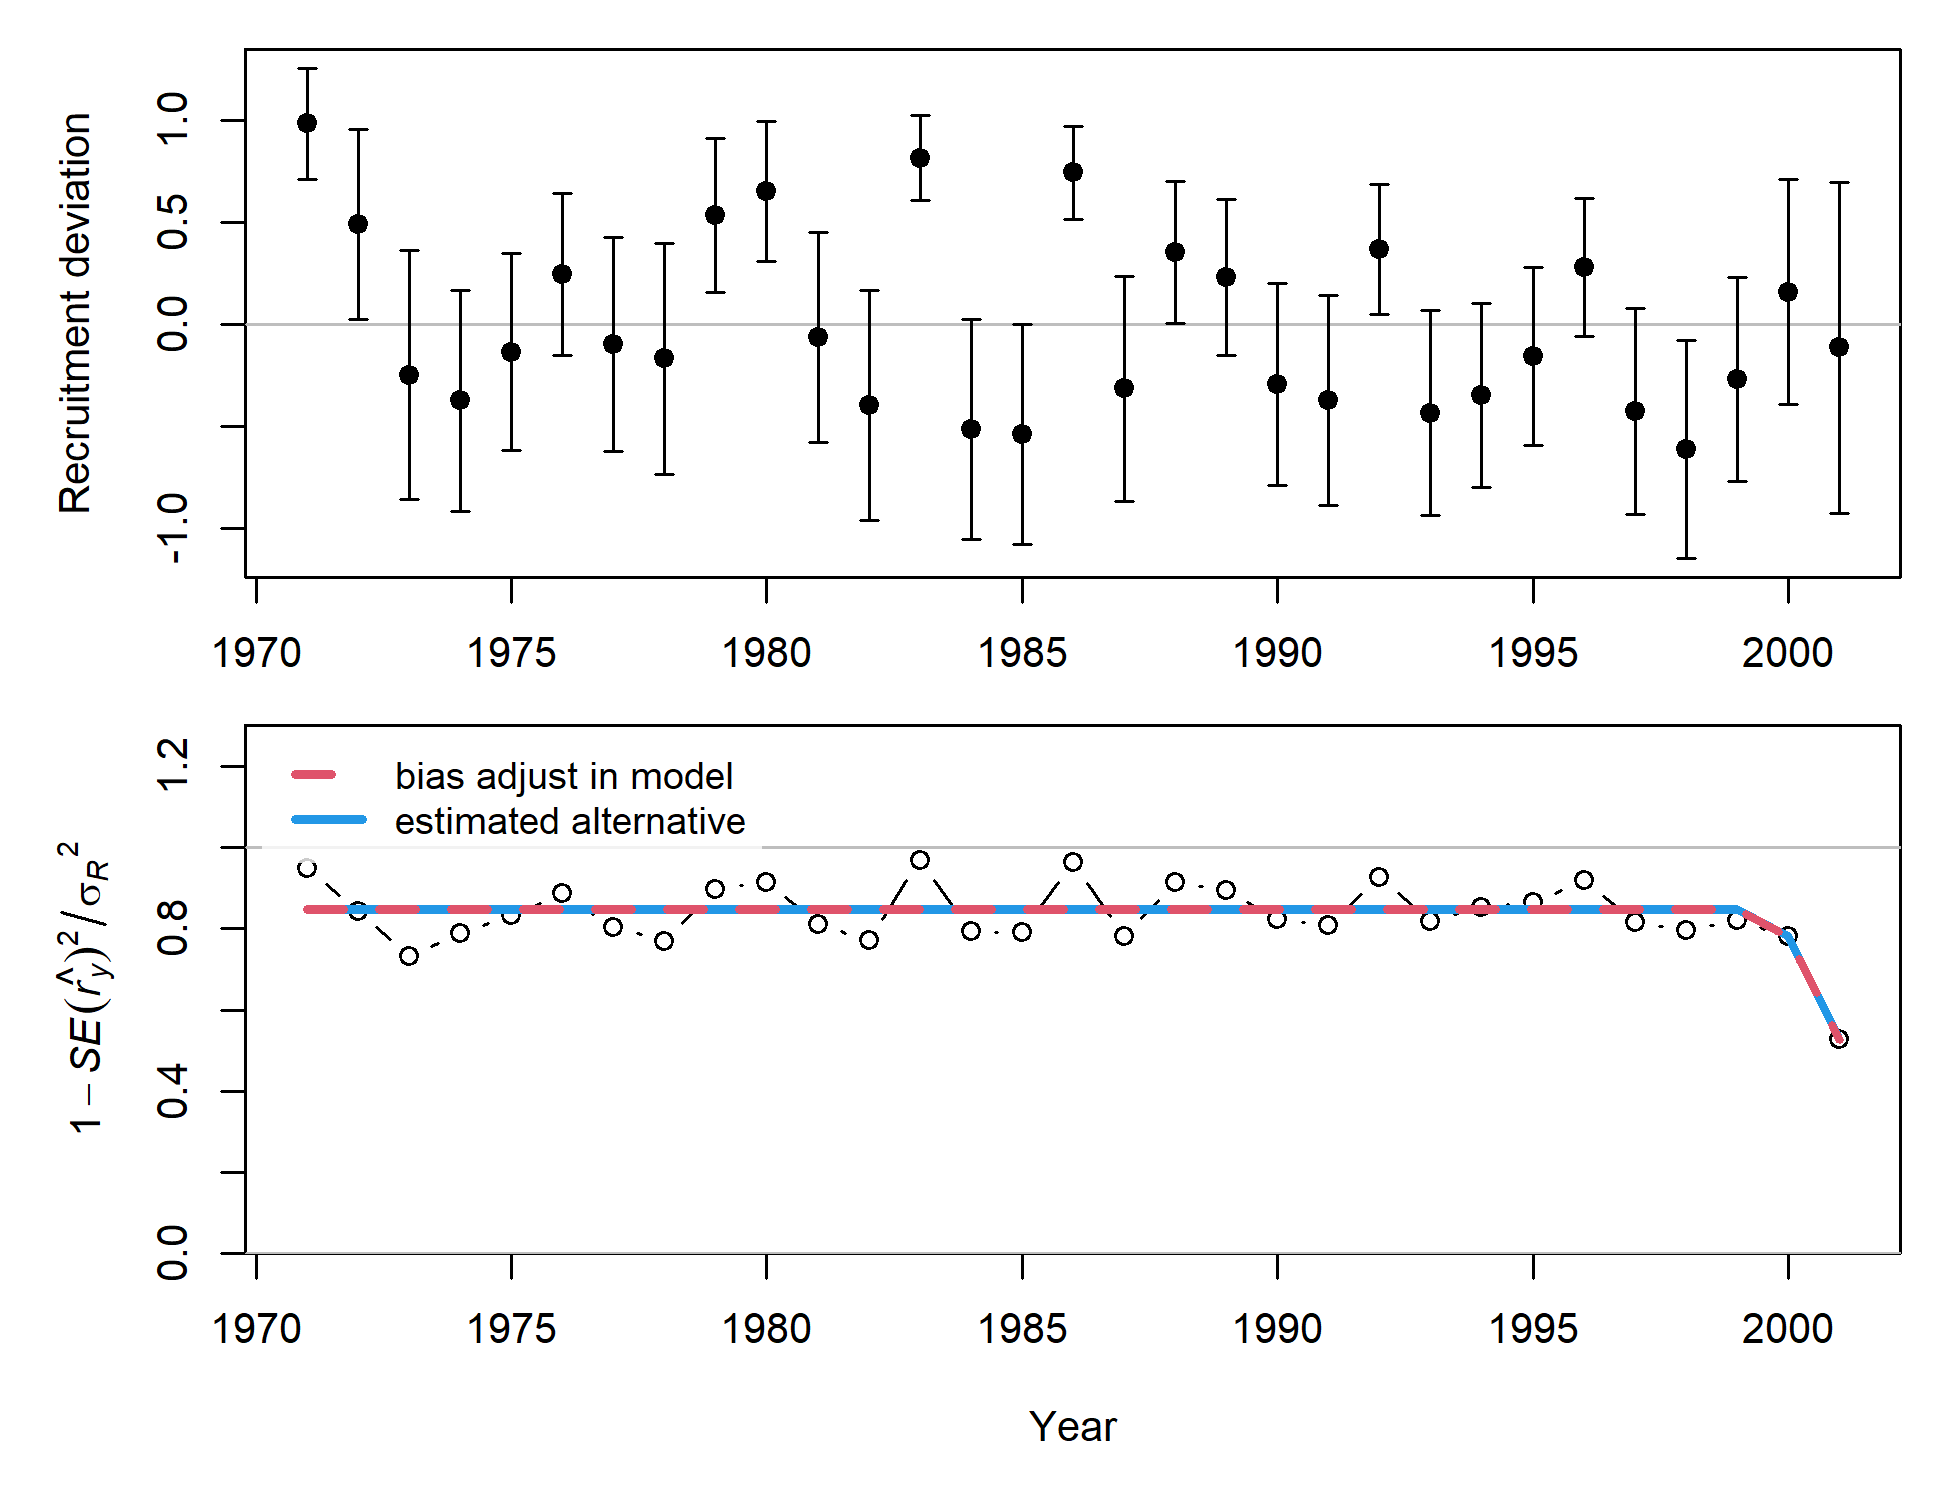 Recruitment deviation
1.0
0.5
0.0
-1.0
1970 1975 1980 1985 1990 1995 2000
bias adjust in model
estimated alternative
1 − SE(r̂_y)² / σ_R²
1.2
0.8
0.4
0.0
1970 1975 1980 1985 1990 1995 2000
Year